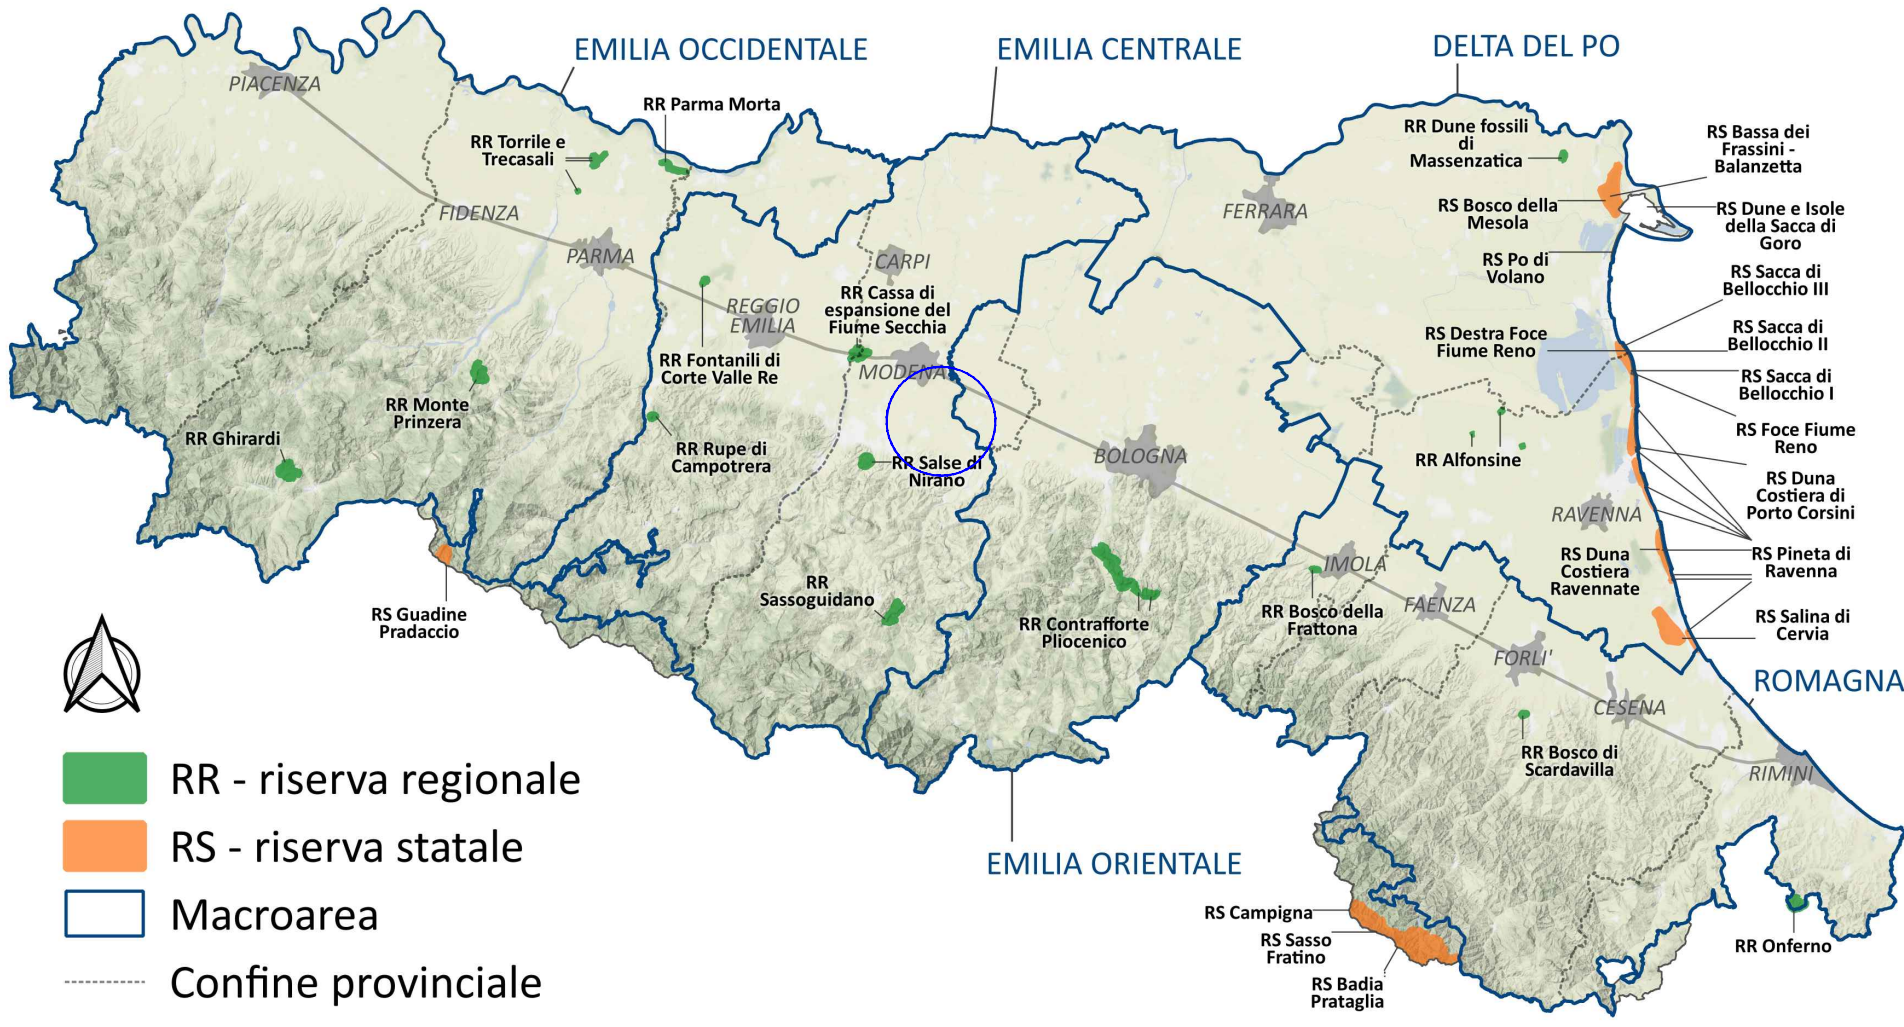 EMILIA OCCIDENTALE
EMILIA CENTRALE
DELTA DEL PO
PIACENZA
RR Parma Morta
RR Torrile e
Trecasali
RR Dune fossili
di
Massenzatica
RS Bassa dei
Frassini -
Balanzetta
FIDENZA
PARMA
CARPI
FERRARA
RS Bosco della
Mesola
RS Dune e Isole
della Sacca di
Goro
RS Po di
Volano
REGGIO
EMILIA
RR Cassa di
espansione del
Fiume Secchia
RS Sacca di
Bellocchio III
RS Destra Foce
Fiume Reno
RS Sacca di
Bellocchio II
RR Fontanili di
Corte Valle Re
MODENA
RS Sacca di
Bellocchio I
RR Monte
Prinzera
RR Ghirardi
RR Rupe di
Campotrera
RR Salse di
Nirano
BOLOGNA
RR Alfonsine
RS Foce Fiume
Reno
RS Duna
Costiera di
Porto Corsini
RAVENNA
RS Duna
Costiera
Ravennate
RS Pineta di
Ravenna
IMOLA
RR
Sassoguidano
RS Guadine
Pradaccio
RR Contrafforte
Pliocenico
RR Bosco della
Frattona
FAENZA
RS Salina di
Cervia
FORLI'
ROMAGNA
CESENA
RR Bosco di
Scardavilla
RIMINI
EMILIA ORIENTALE
RS Campigna
RS Sasso
Fratino
RS Badia
Prataglia
RR Onferno
RR - riserva regionale
RS - riserva statale
Macroarea
Confine provinciale